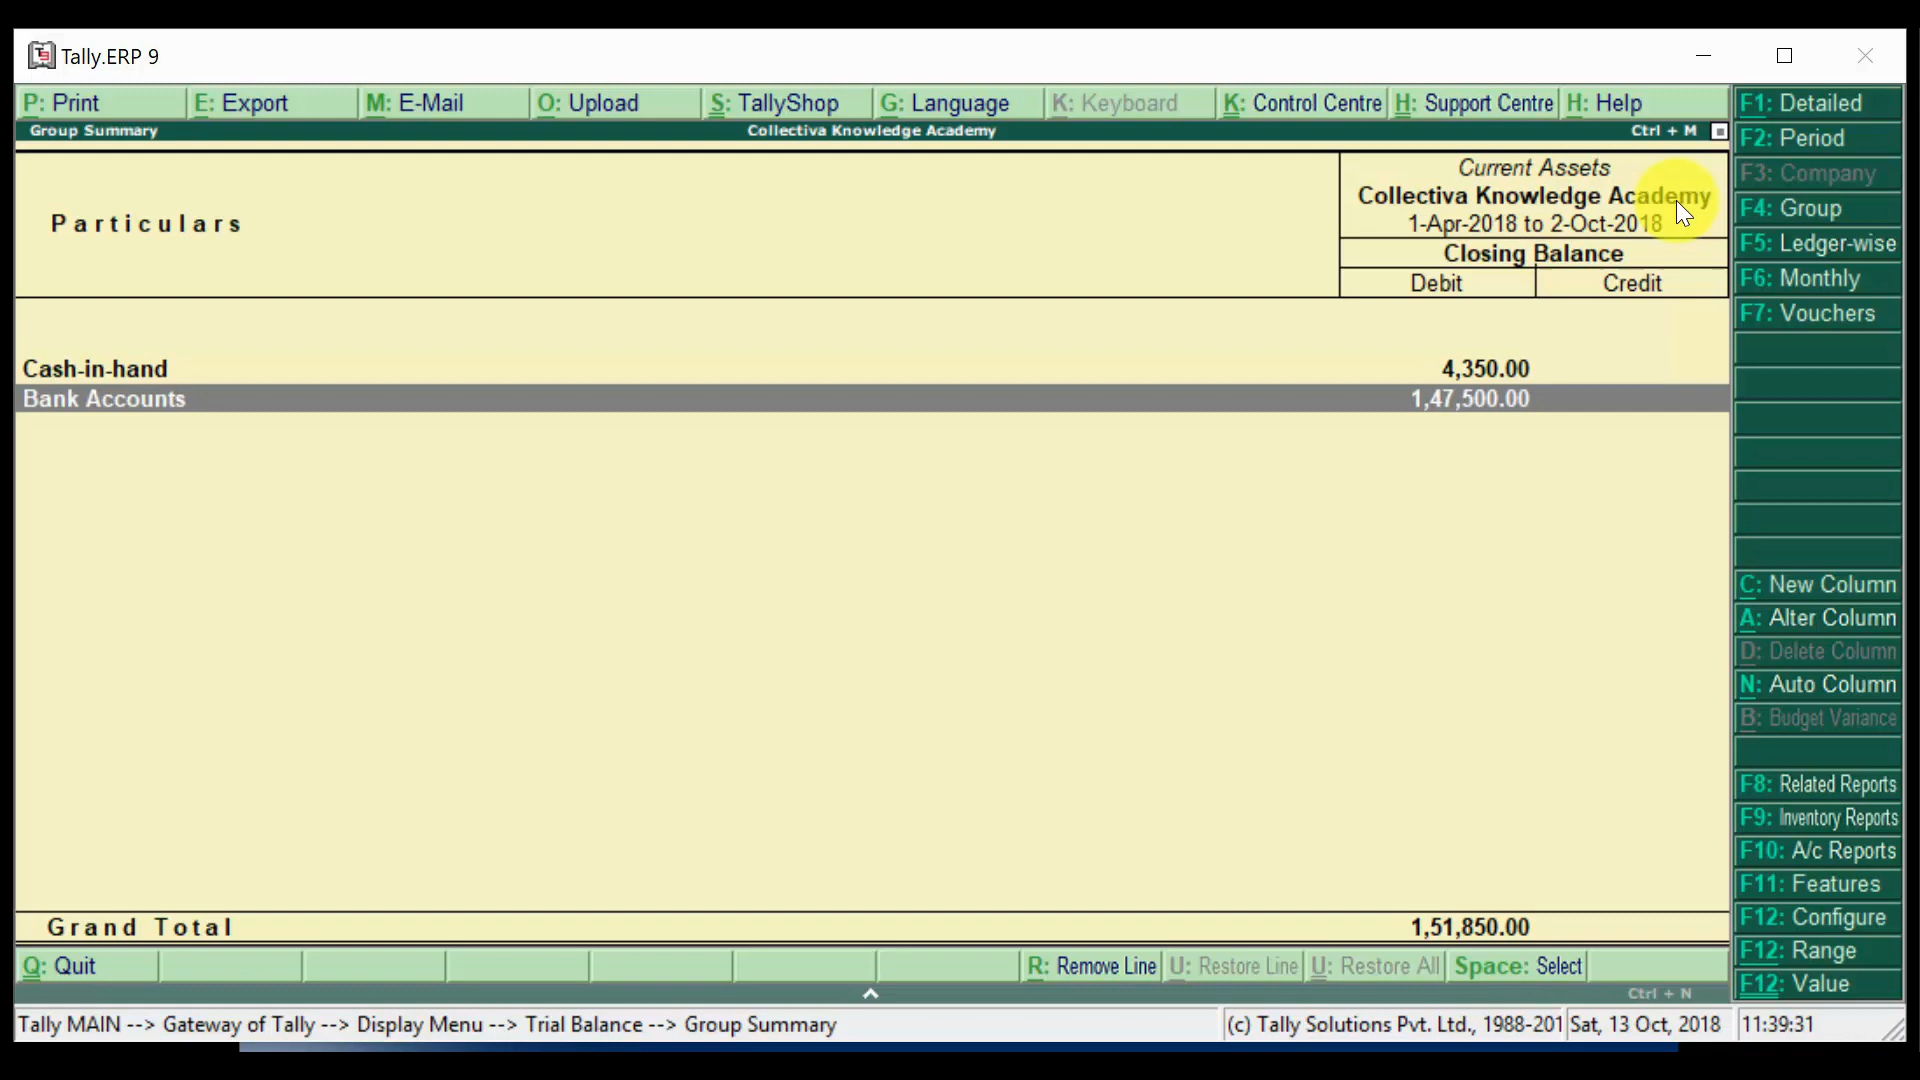 Tally.ERP 9
P: Print E: Export M: E-Mail O: Upload S: TallyShop G: Language K: Keyboard K: Control Centre H: Support Centre H: Help
Group Summary Collectiva Knowledge Academy Ctrl + M
Particulars
Current Assets
Collectiva Knowledge Academy
1-Apr-2018 to 2-Oct-2018
Closing Balance
Debit Credit
Cash-in-hand 4,350.00
Bank Accounts 1,47,500.00
Grand Total 1,51,850.00
F1: Detailed
F2: Period
F3: Company
F4: Group
F5: Ledger-wise
F6: Monthly
F7: Vouchers
C: New Column
A: Alter Column
D: Delete Column
N: Auto Column
B: Budget Variance
F8: Related Reports
F9: Inventory Reports
F10: A/c Reports
F11: Features
F12: Configure
F12: Range
F12: Value
Q: Quit R: Remove Line U: Restore Line U: Restore All Space: Select
Ctrl + N
Tally MAIN --> Gateway of Tally --> Display Menu --> Trial Balance --> Group Summary (c) Tally Solutions Pvt. Ltd., 1988-201 Sat, 13 Oct, 2018 11:39:31